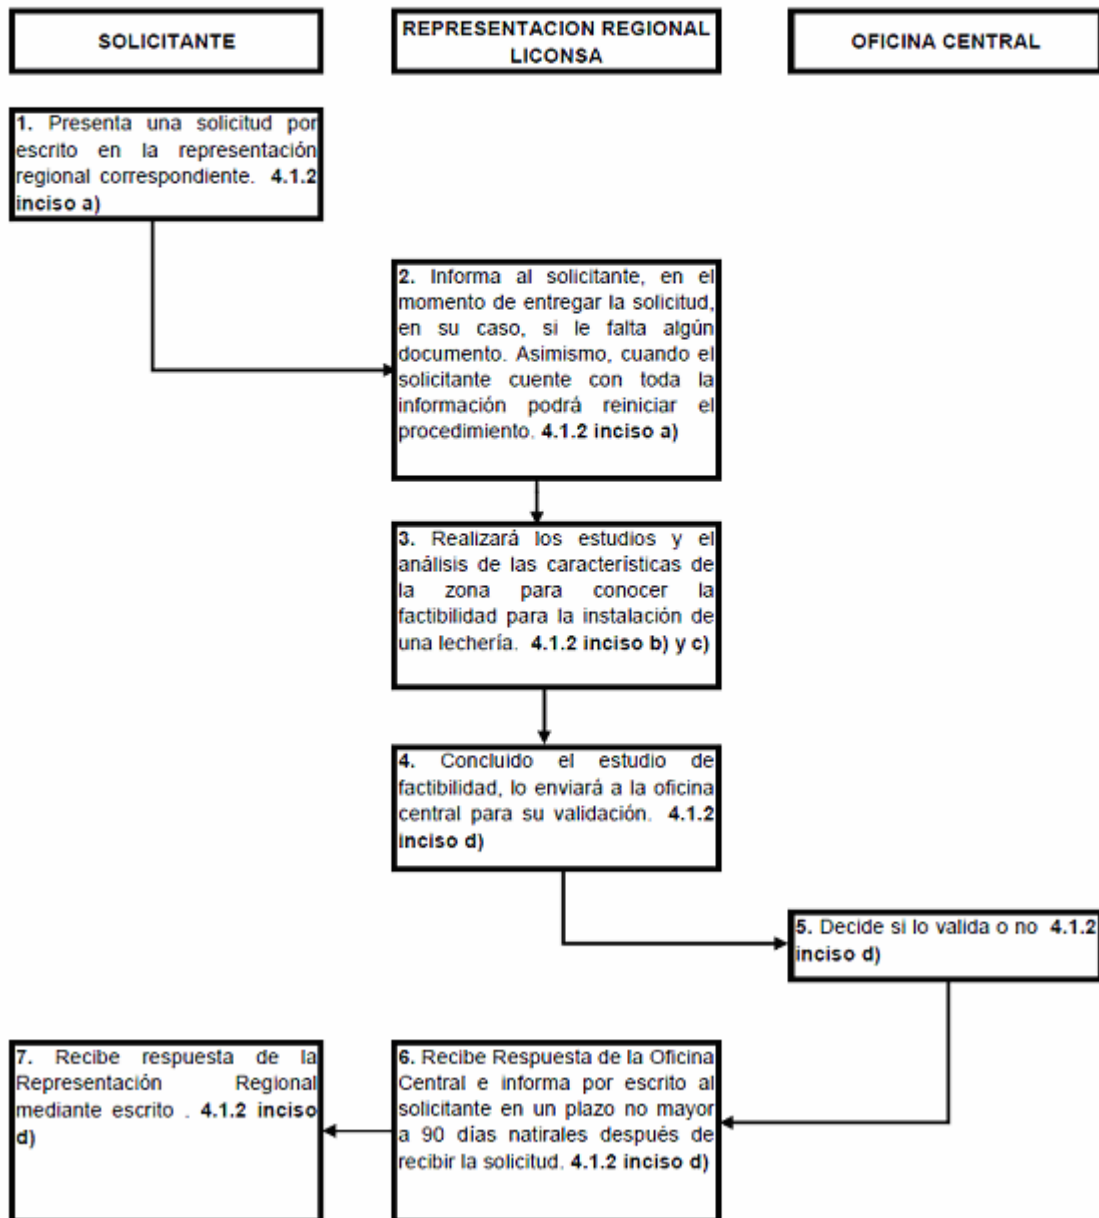 SOLICITANTE
REPRESENTACION REGIONAL
LICONSA
OFICINA CENTRAL
1. Presenta una solicitud por
escrito en la representación
regional correspondiente. 4.1.2
inciso a)
2. Informa al solicitante, en el
momento de entregar la solicitud,
en su caso, si le falta algún
documento. Asimismo, cuando el
solicitante cuente con toda la
información podrá reiniciar el
procedimiento. 4.1.2 inciso a)
3. Realizará los estudios y el
análisis de las características de
la zona para conocer la
factibilidad para la instalación de
una lechería. 4.1.2 inciso b) y c)
4. Concluido el estudio de
factibilidad, lo enviará a la oficina
central para su validación. 4.1.2
inciso d)
5. Decide si lo valida o no 4.1.2
inciso d)
7. Recibe respuesta de la
Representación Regional
mediante escrito . 4.1.2 inciso
d)
6. Recibe Respuesta de la Oficina
Central e informa por escrito al
solicitante en un plazo no mayor
a 90 días natirales después de
recibir la solicitud. 4.1.2 inciso d)